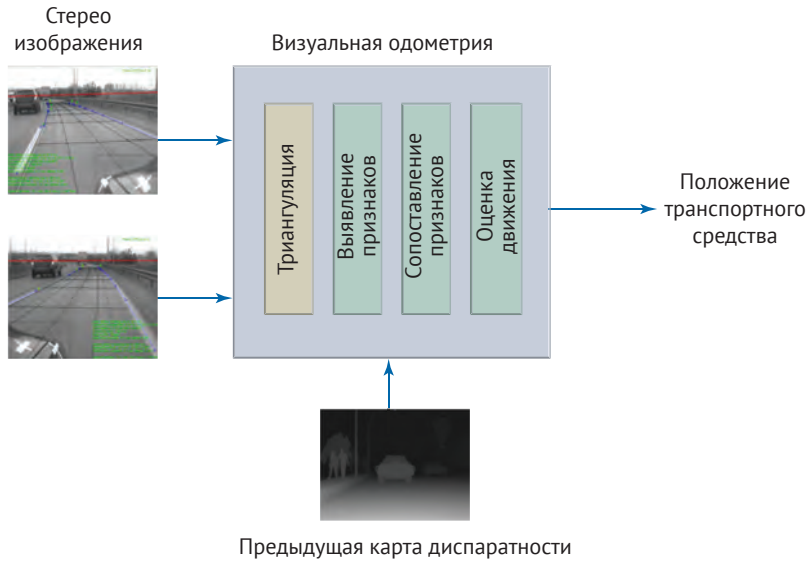 Стерео
изображения
Визуальная одометрия
Триангуляция
Выявление
признаков
Сопоставление
признаков
Оценка
движения
Положение
транспортного
средства
Предыдущая карта диспаратности